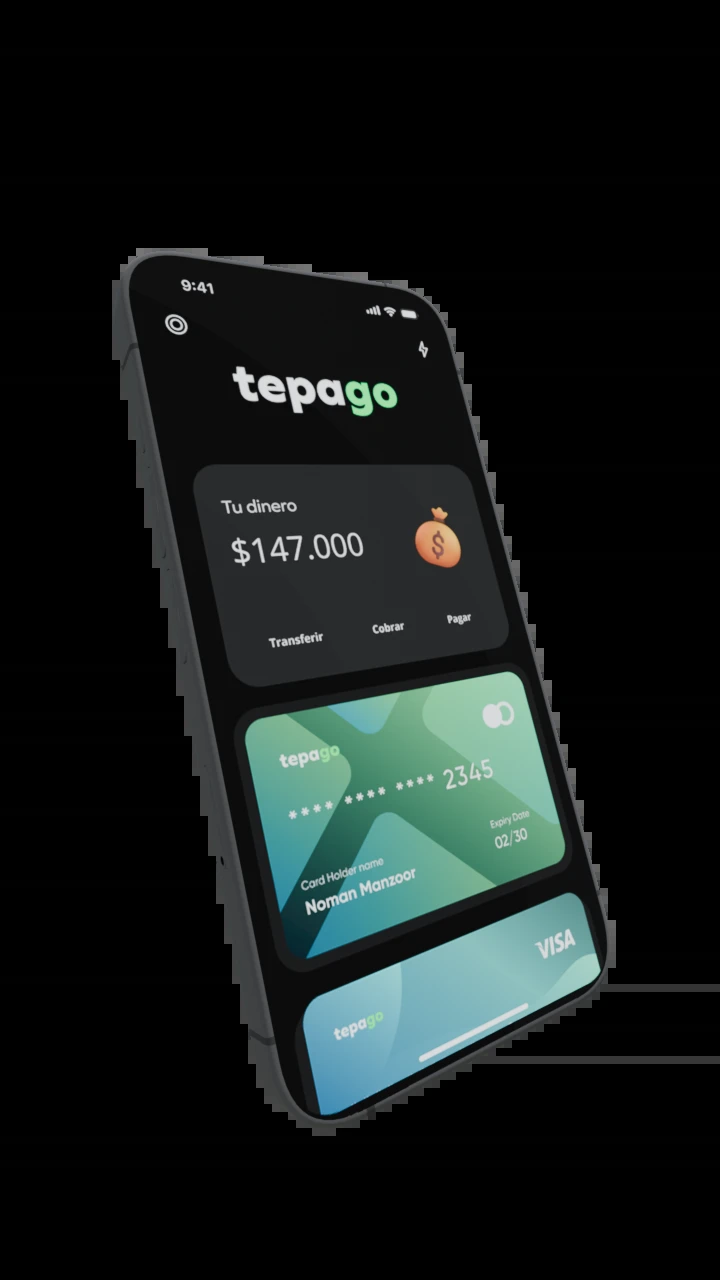 9:41
tepago
Tu dinero
$147.000
Transferir Cobrar Pagar
tepago
**** **** **** 2345
Expiry Date
02/30
Card Holder name
Noman Manzoor
VISA
tepago